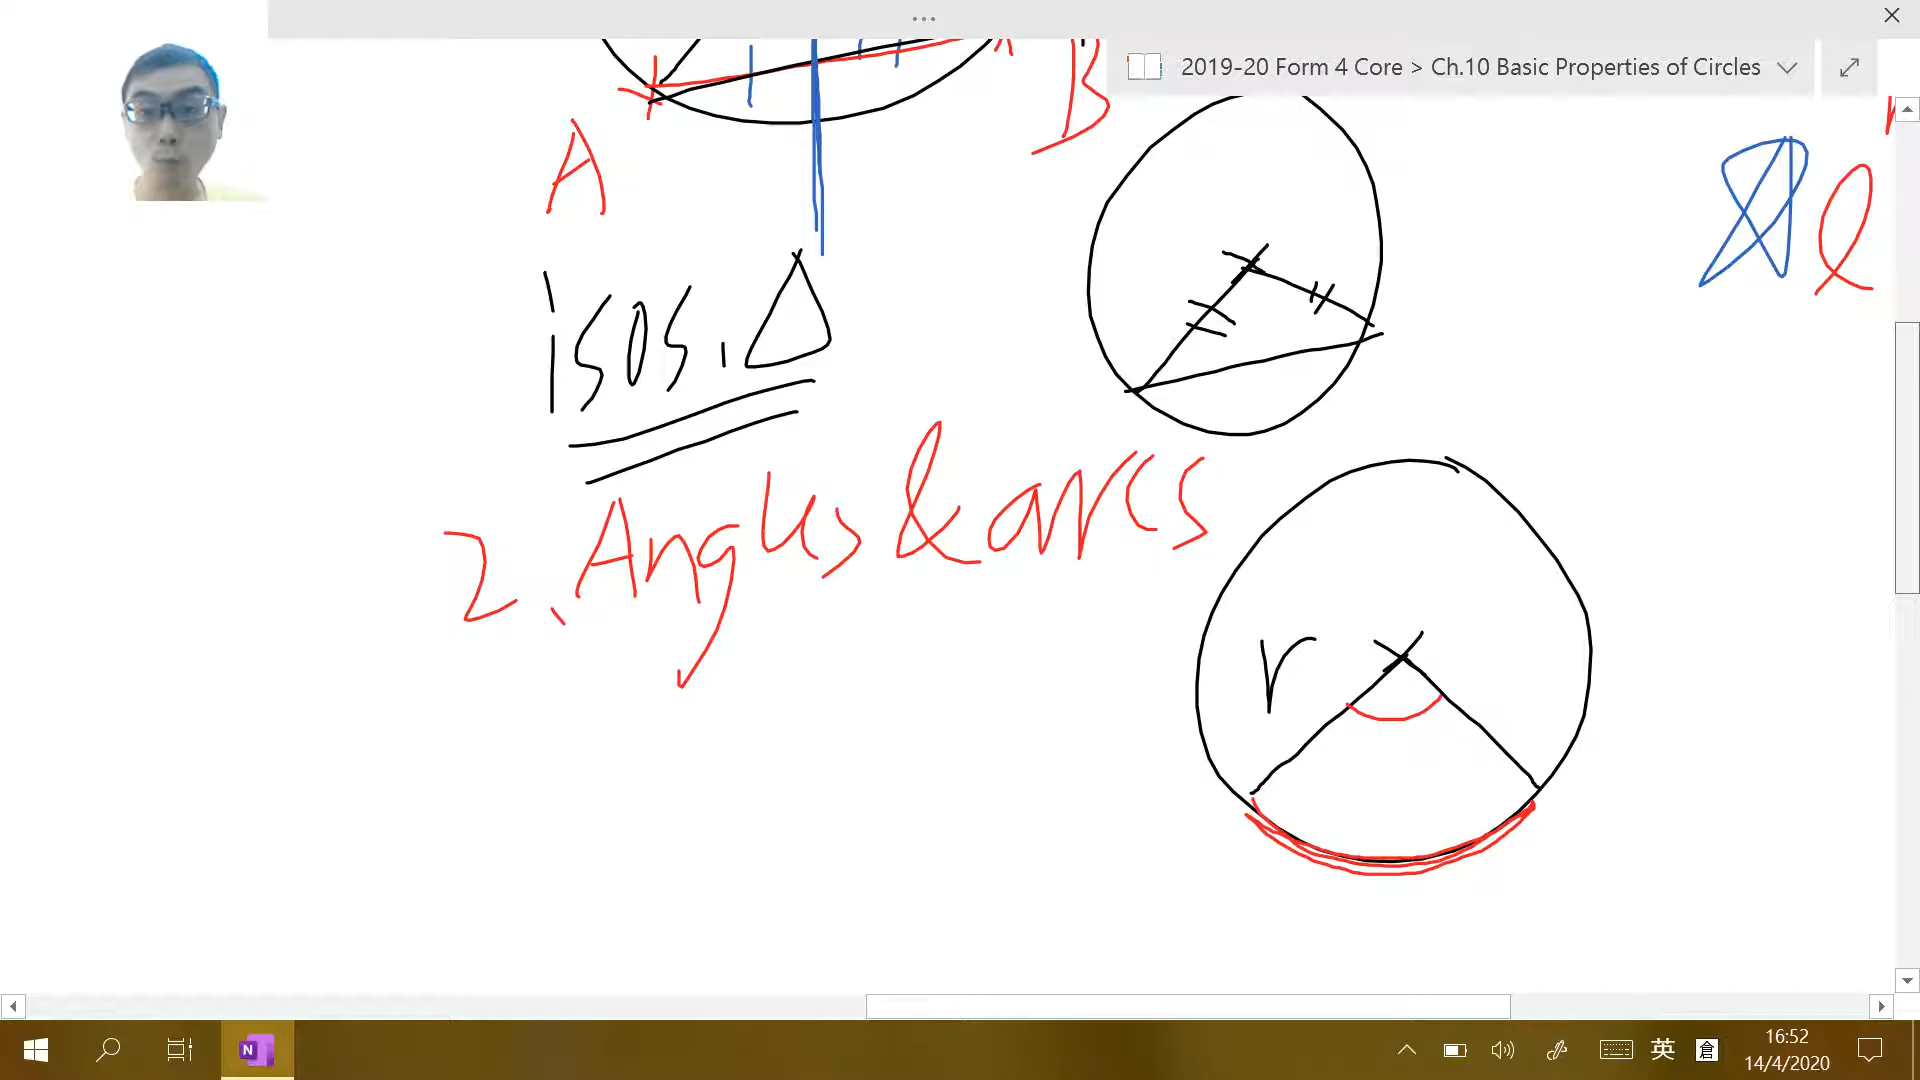 2019-20 Form 4 Core > Ch.10 Basic Properties of Circles
A
B
l
isos. Δ
2. Angles & arcs
r
N
英
倉
16:52
14/4/2020